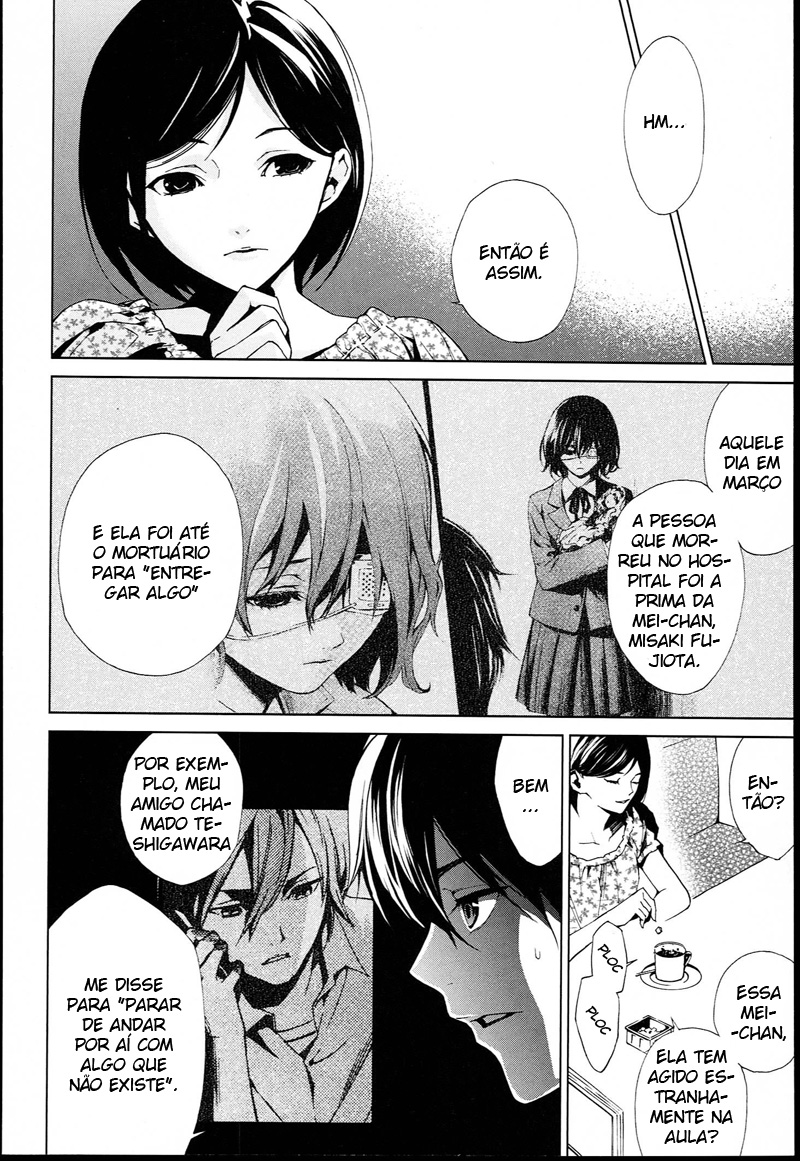 HM...
ENTÃO É
ASSIM.
AQUELE
DIA EM
MARÇO
A PESSOA
QUE MOR-
REU NO HOS-
PITAL FOI A
PRIMA DA
MEI-CHAN,
MISAKI FU-
JIOTA.
E ELA FOI ATÉ
O MORTUÁRIO
PARA "ENTRE-
GAR ALGO"
EN-
TÃO?
PLOC
PLOC
ESSA
MEI-
-CHAN,
ELA TEM
AGIDO ES-
TRANHA-
MENTE NA
AULA?
BEM
...
POR EXEM-
PLO, MEU
AMIGO CHA-
MADO TE-
SHIGAWARA
ME DISSE
PARA "PARAR
DE ANDAR
POR AÍ COM
ALGO QUE
NÃO EXISTE".